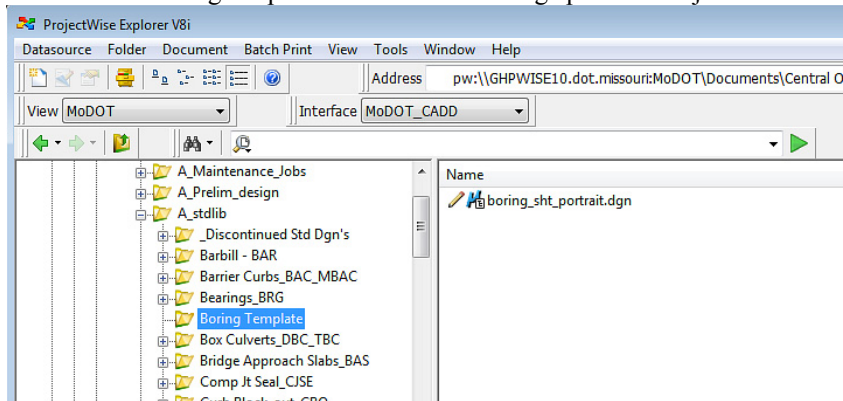 ProjectWise Explorer V8i
Datasource Folder Document Batch Print View Tools Window Help
Address pw:\\GHPWISE10.dot.missouri:MoDOT\Documents\Central O
View MoDOT Interface MoDOT_CADD
Name
A_Maintenance_Jobs
boring_sht_portrait.dgn
A_Prelim_design
A_stdlib
_Discontinued Std Dgn's
Barbill - BAR
Barrier Curbs_BAC_MBAC
Bearings_BRG
Boring Template
Box Culverts_DBC_TBC
Bridge Approach Slabs_BAS
Comp Jt Seal_CJSE